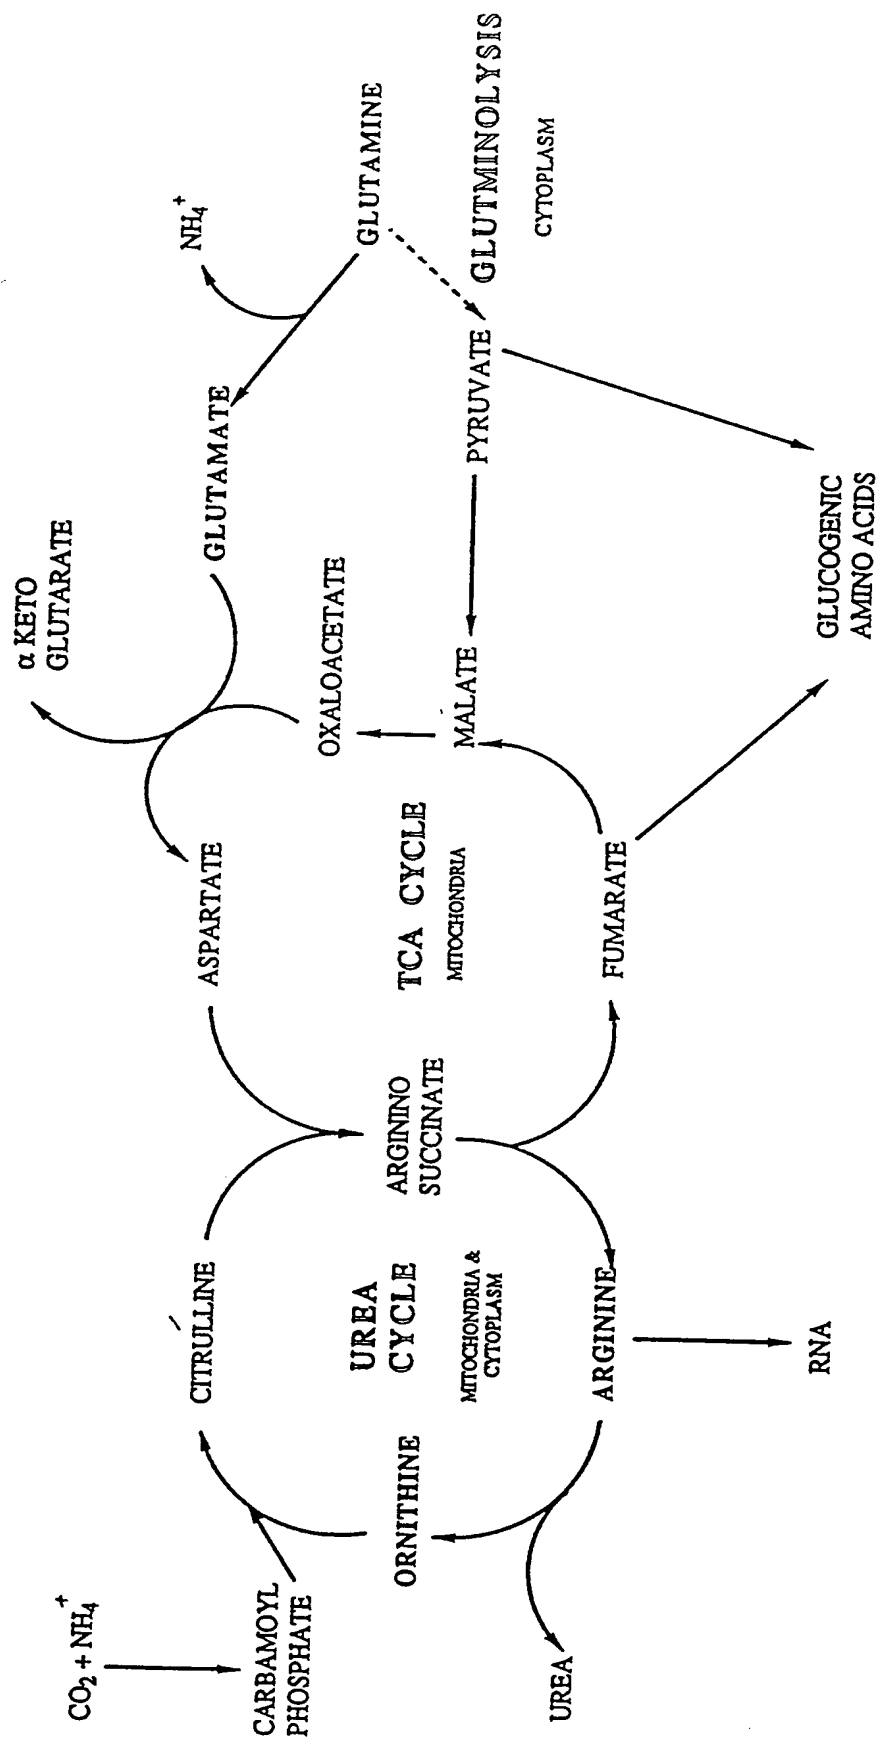 CO₂ + NH₄⁺
CARBAMOYL
PHOSPHATE
CITRULLINE
ORNITHINE
UREA
CYCLE
MITOCHONDRIA &
CYTOPLASM
UREA
ARGININE
RNA
ARGININO
SUCCINATE
ASPARTATE
TCA CYCLE
MITOCHONDRIA
FUMARATE
α KETO
GLUTARATE
OXALOACETATE
MALATE
GLUTAMATE
NH₄⁺
GLUTAMINE
PYRUVATE
GLUTMINOLYSIS
CYTOPLASM
GLUCOGENIC
AMINO ACIDS